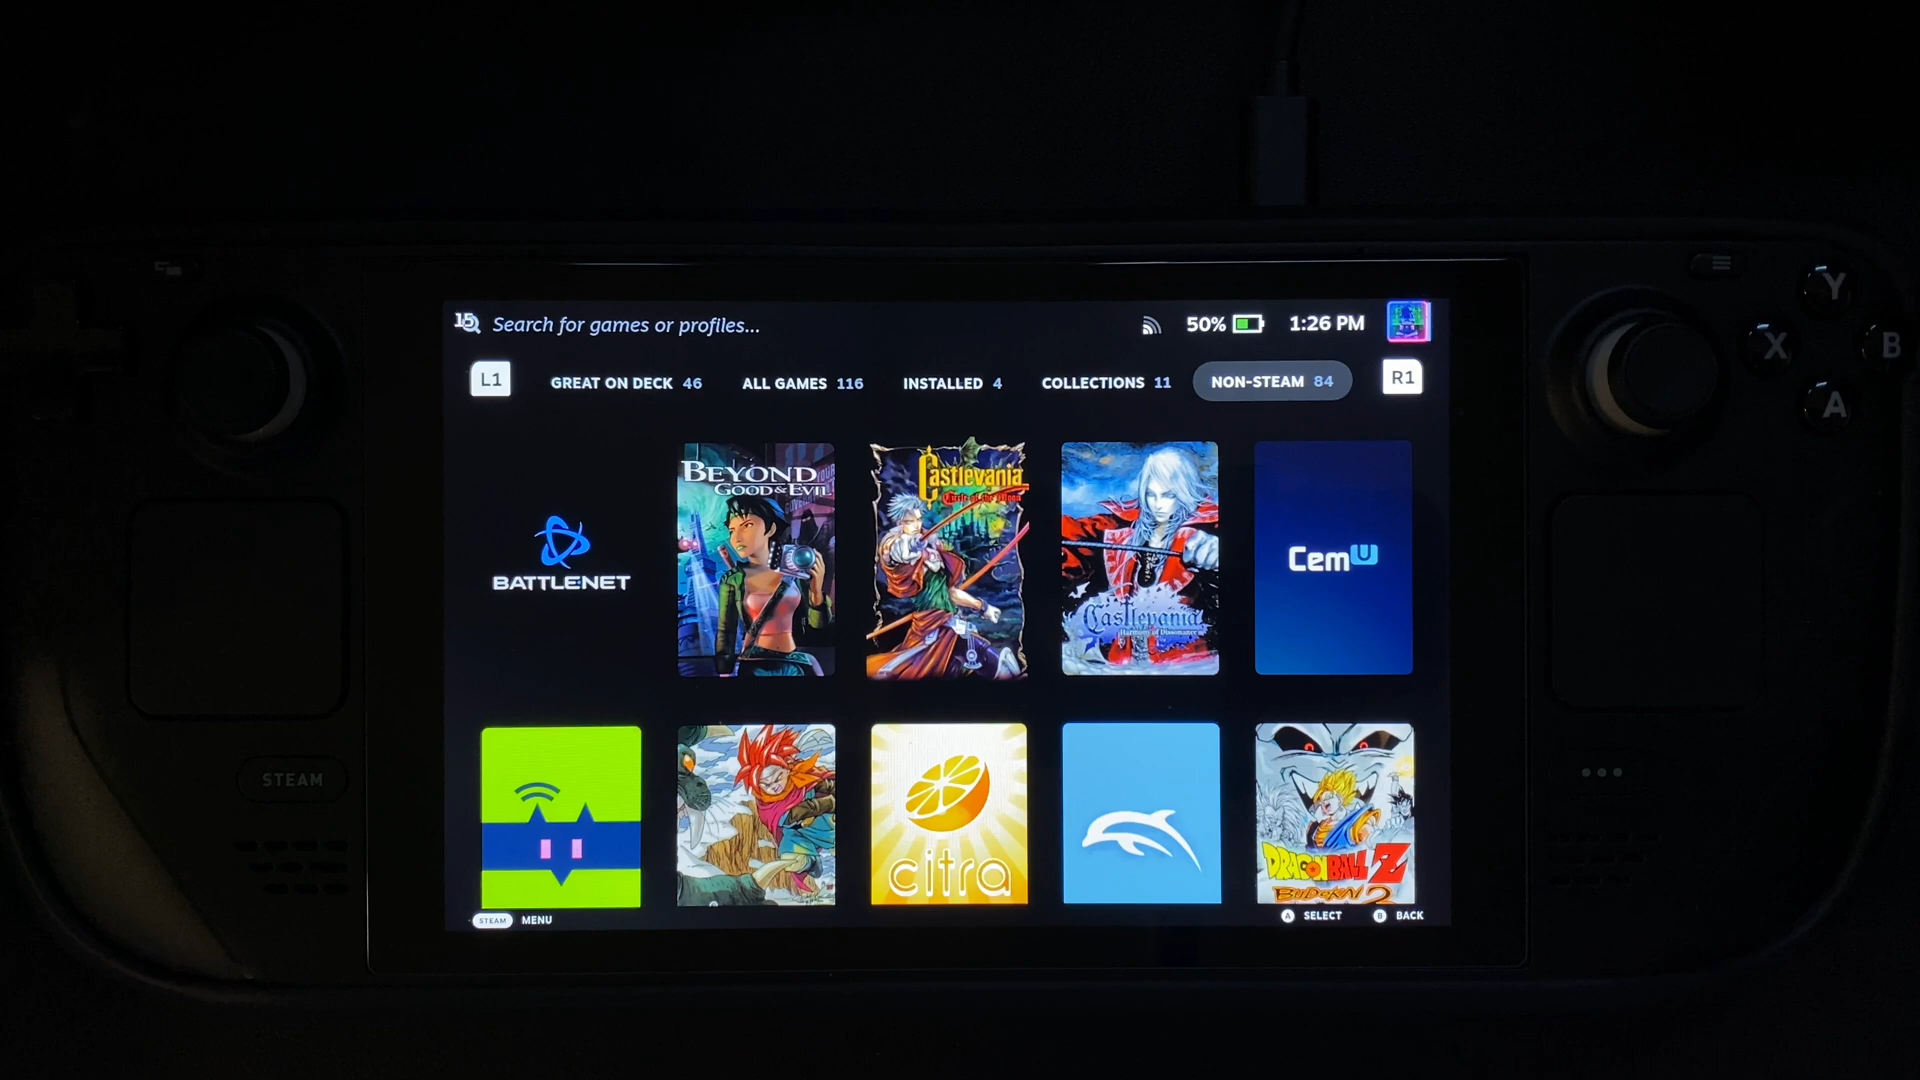 Search for games or profiles...
50%
1:26 PM
L1
GREAT ON DECK 46
ALL GAMES 116
INSTALLED 4
COLLECTIONS 11
NON-STEAM 84
R1
Y
X
B
A
BATTLE.NET
BEYOND
GOOD & EVIL
Castlevania
Circle of the Moon
Castlevania
Harmony of Dissonance
CemU
STEAM
citra
DRAGON BALL Z
BUDOKAI 2
STEAM MENU
A SELECT
B BACK